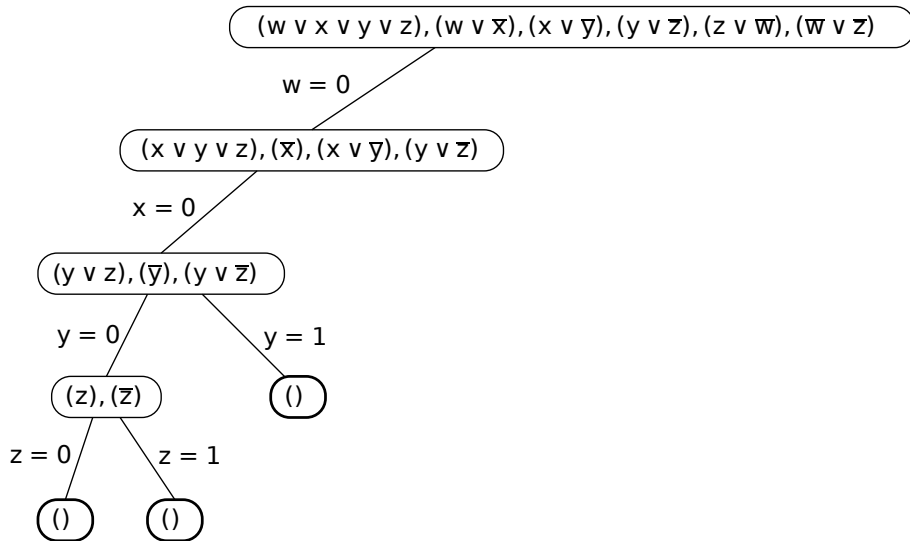 (w ∨ x ∨ y ∨ z), (w ∨ x̅), (x ∨ y̅), (y ∨ z̅), (z ∨ w̅), (w̅ ∨ z̅)
w = 0
(x ∨ y ∨ z), (x̅), (x ∨ y̅), (y ∨ z̅)
x = 0
(y ∨ z), (y̅), (y ∨ z̅)
y = 0 y = 1
(z), (z̅) ()
z = 0 z = 1
() ()